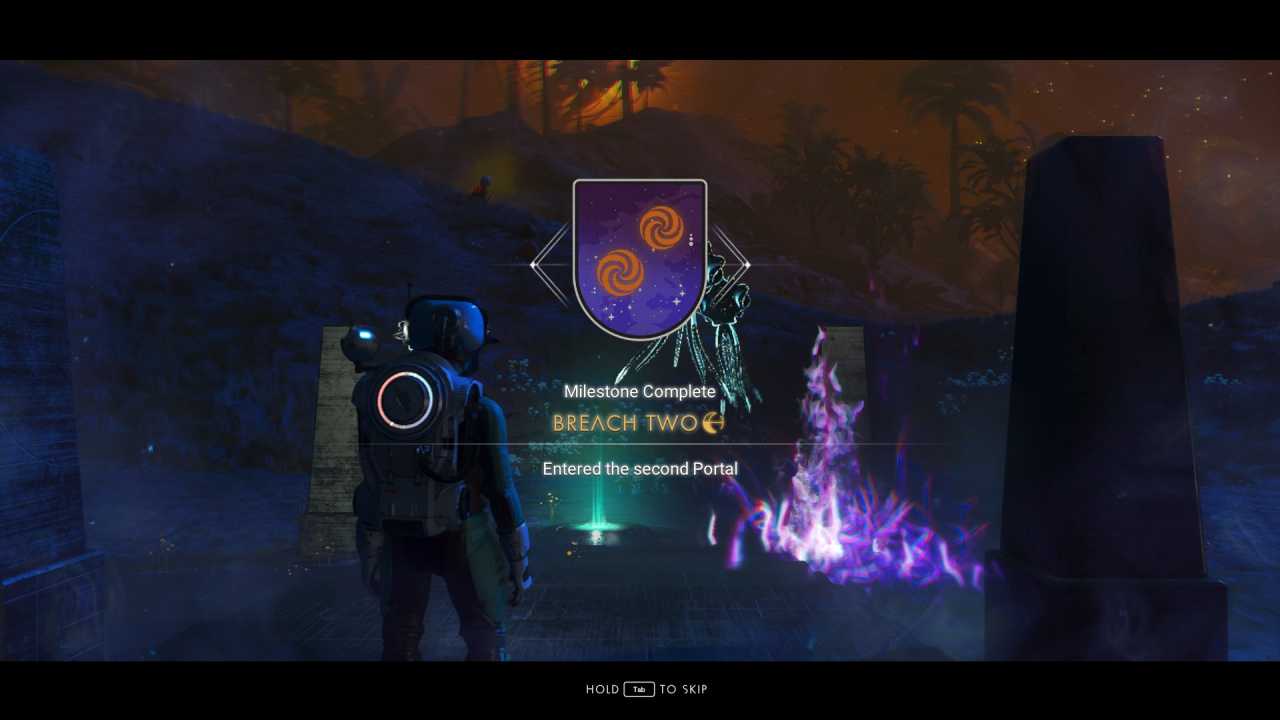 Milestone Complete
BREACH TWO
Entered the second Portal
HOLD Tab TO SKIP